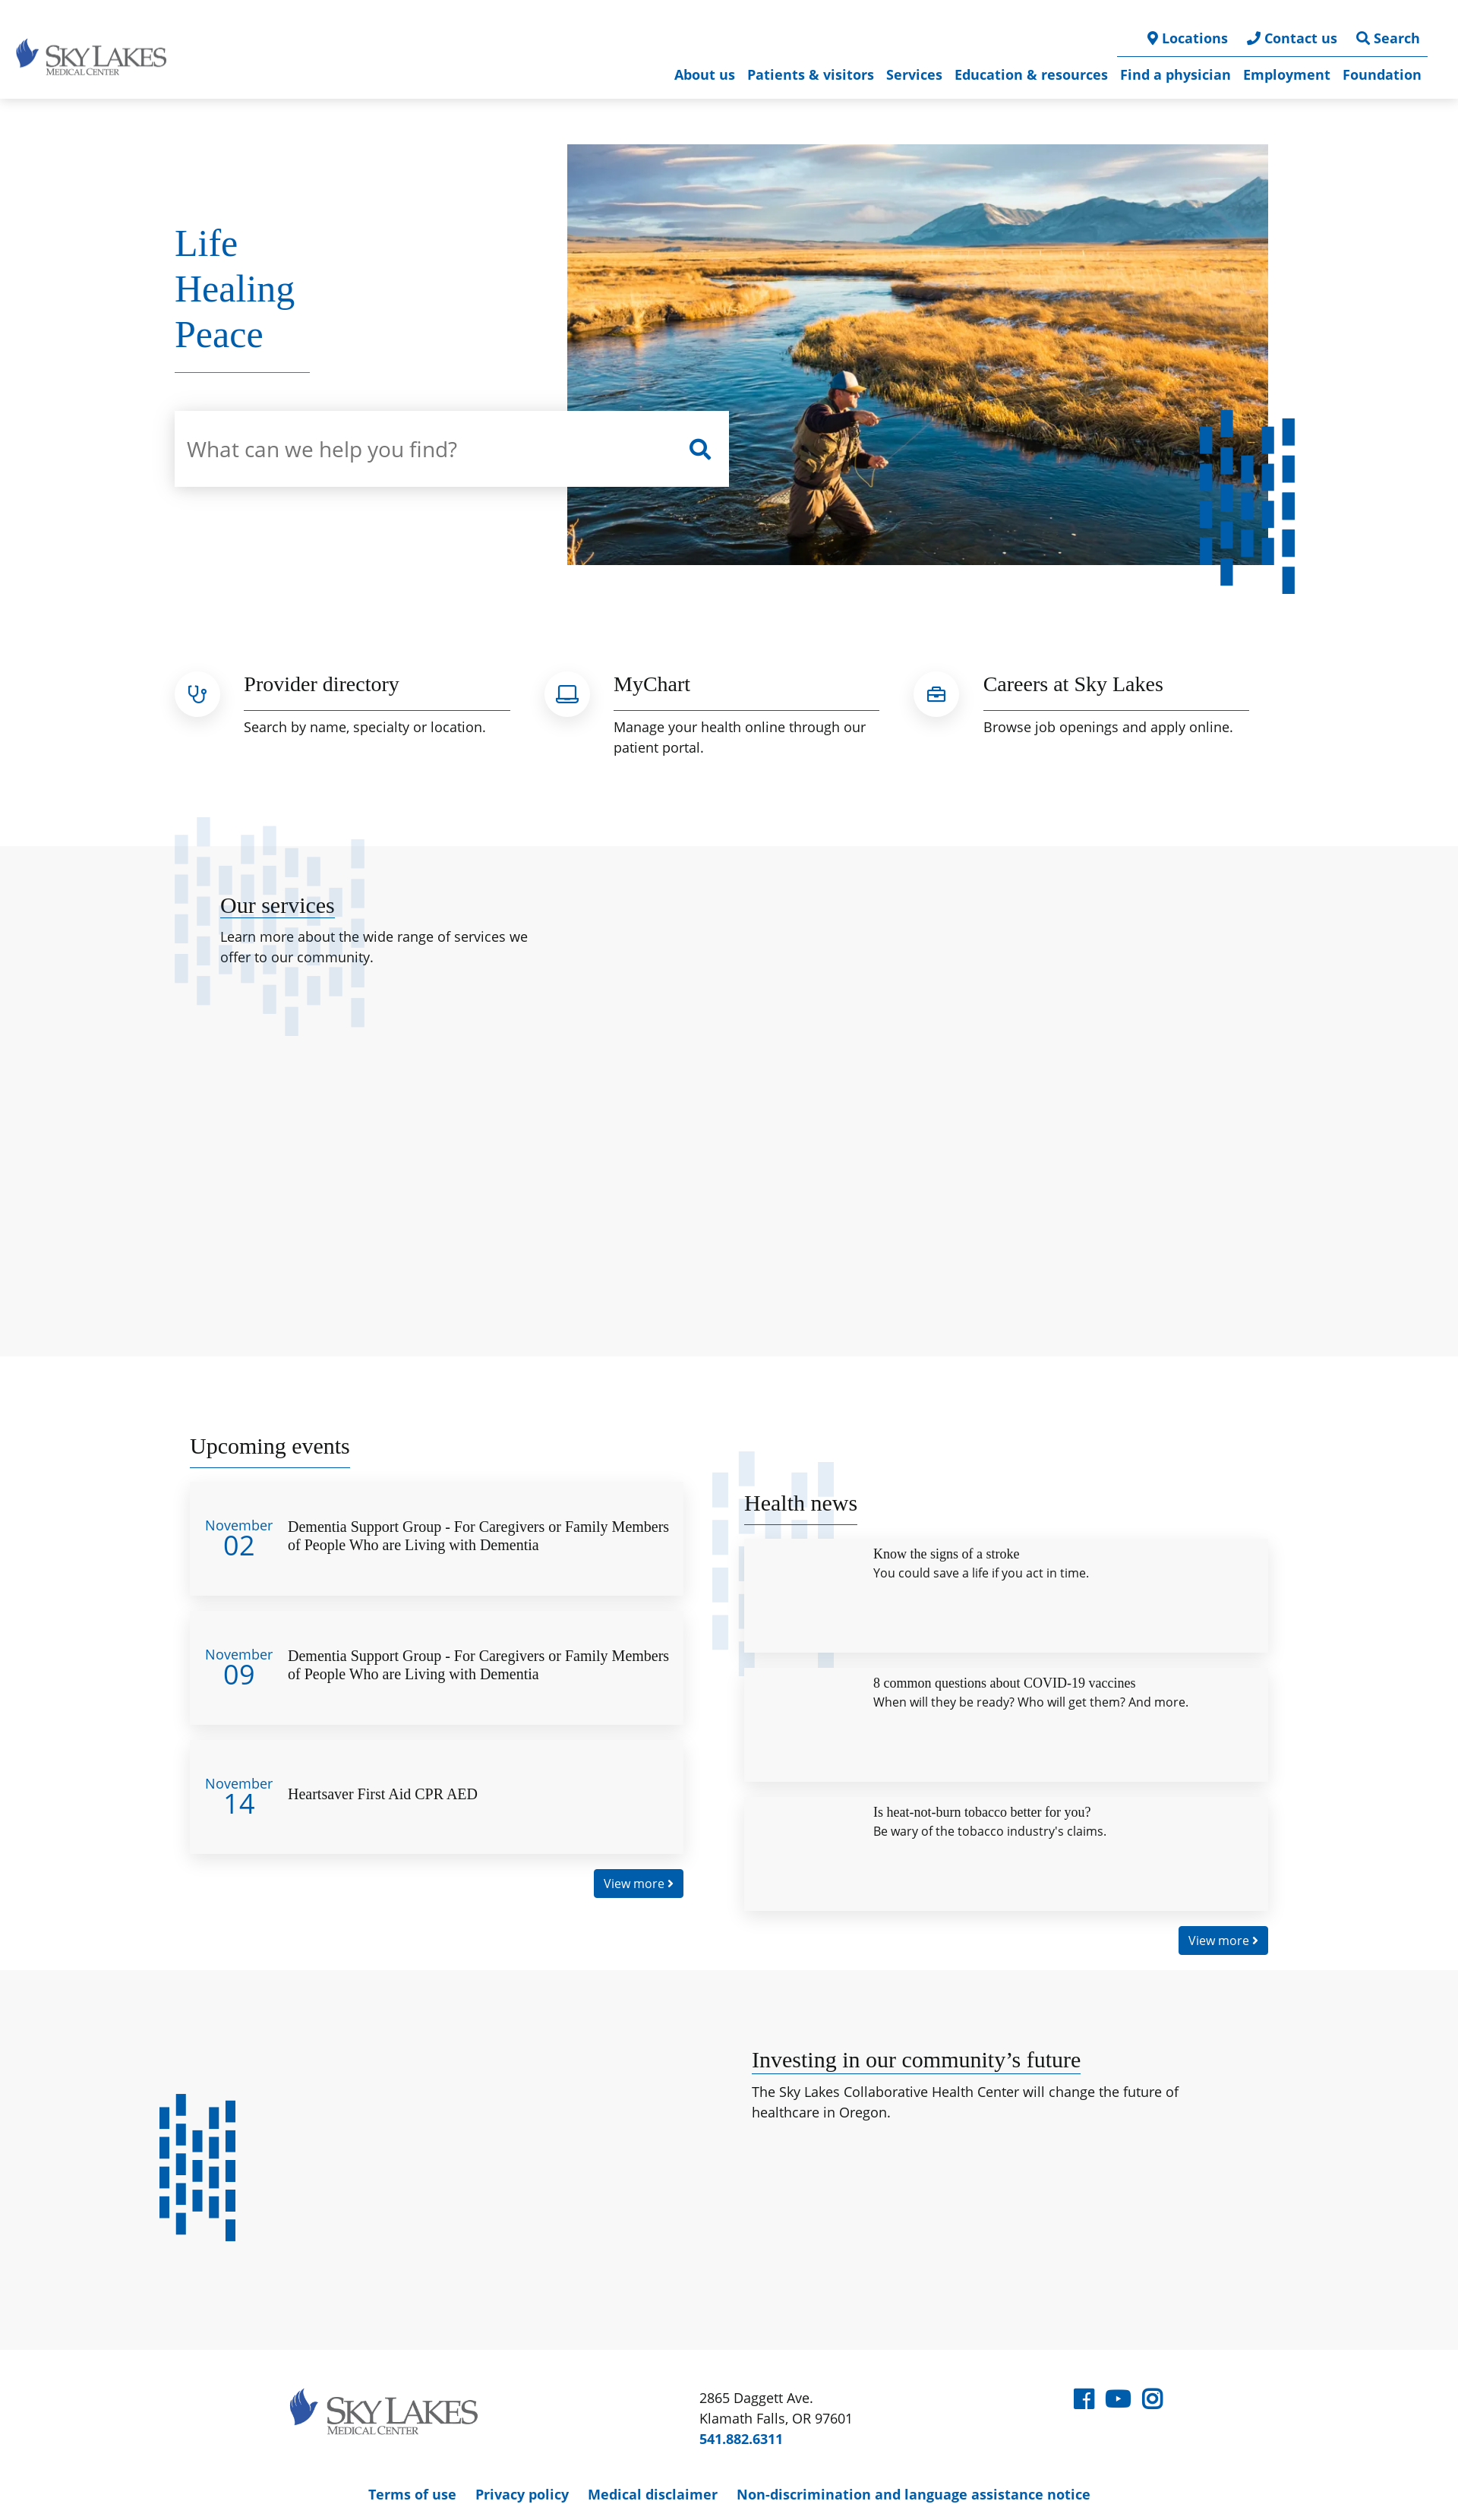 SKY LAKES
MEDICAL CENTER
Locations Contact us Search
About us Patients & visitors Services Education & resources Find a physician Employment Foundation
Life
Healing
Peace
What can we help you find?
Provider directory
Search by name, specialty or location.
MyChart
Manage your health online through our
patient portal.
Careers at Sky Lakes
Browse job openings and apply online.
Our services
Learn more about the wide range of services we
offer to our community.
Upcoming events
November
02
Dementia Support Group - For Caregivers or Family Members
of People Who are Living with Dementia
November
09
Dementia Support Group - For Caregivers or Family Members
of People Who are Living with Dementia
November
14
Heartsaver First Aid CPR AED
View more
Health news
Know the signs of a stroke
You could save a life if you act in time.
8 common questions about COVID-19 vaccines
When will they be ready? Who will get them? And more.
Is heat-not-burn tobacco better for you?
Be wary of the tobacco industry's claims.
View more
Investing in our community’s future
The Sky Lakes Collaborative Health Center will change the future of
healthcare in Oregon.
SKY LAKES
MEDICAL CENTER
2865 Daggett Ave.
Klamath Falls, OR 97601
541.882.6311
Terms of use Privacy policy Medical disclaimer Non-discrimination and language assistance notice